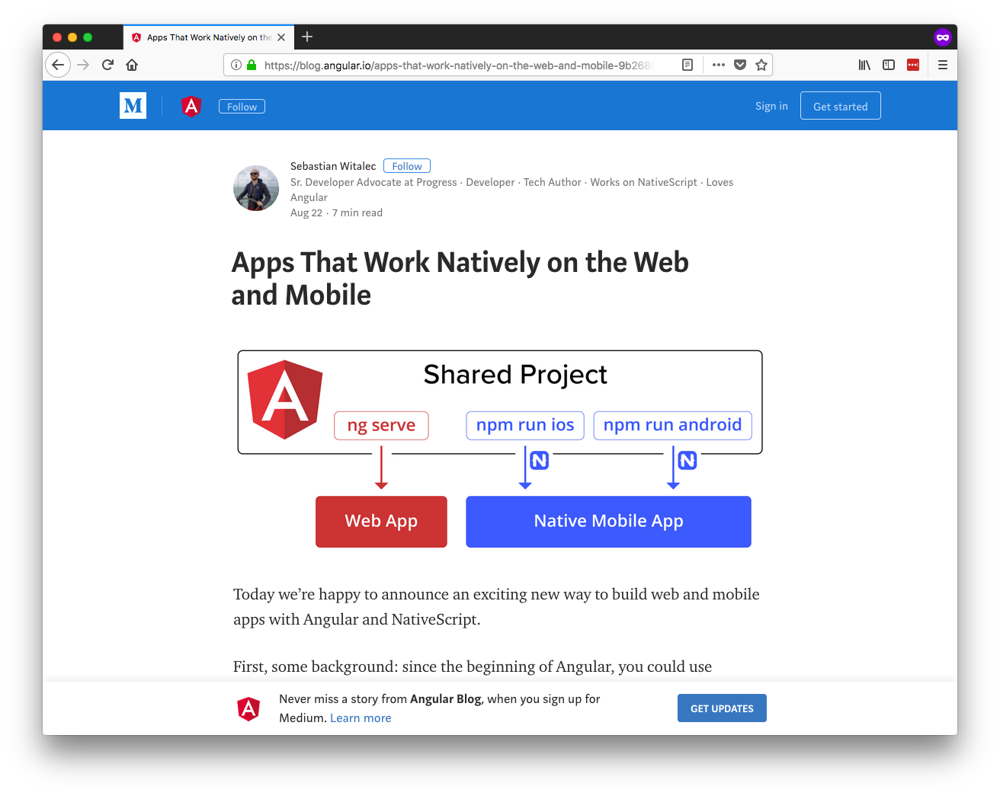 Apps That Work Natively on the
https://blog.angular.io/apps-that-work-natively-on-the-web-and-mobile-9b268
M
A
Follow
Sign in
Get started
Sebastian Witalec
Follow
Sr. Developer Advocate at Progress · Developer · Tech Author · Works on NativeScript · Loves
Angular
Aug 22 · 7 min read
Apps That Work Natively on the Web
and Mobile
A
Shared Project
ng serve
npm run ios
npm run android
N
N
Web App
Native Mobile App
Today we’re happy to announce an exciting new way to build web and mobile
apps with Angular and NativeScript.
First, some background: since the beginning of Angular, you could use
A
Never miss a story from Angular Blog, when you sign up for
Medium. Learn more
GET UPDATES